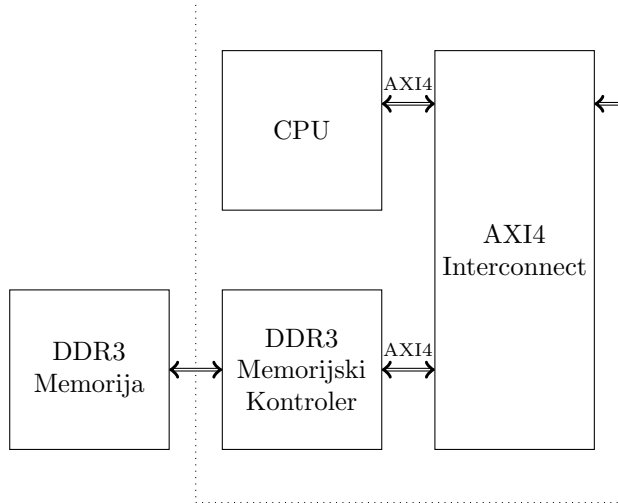 AXI4
CPU
AXI4
Interconnect
DDR3
Memorija
DDR3
Memorijski
Kontroler
AXI4